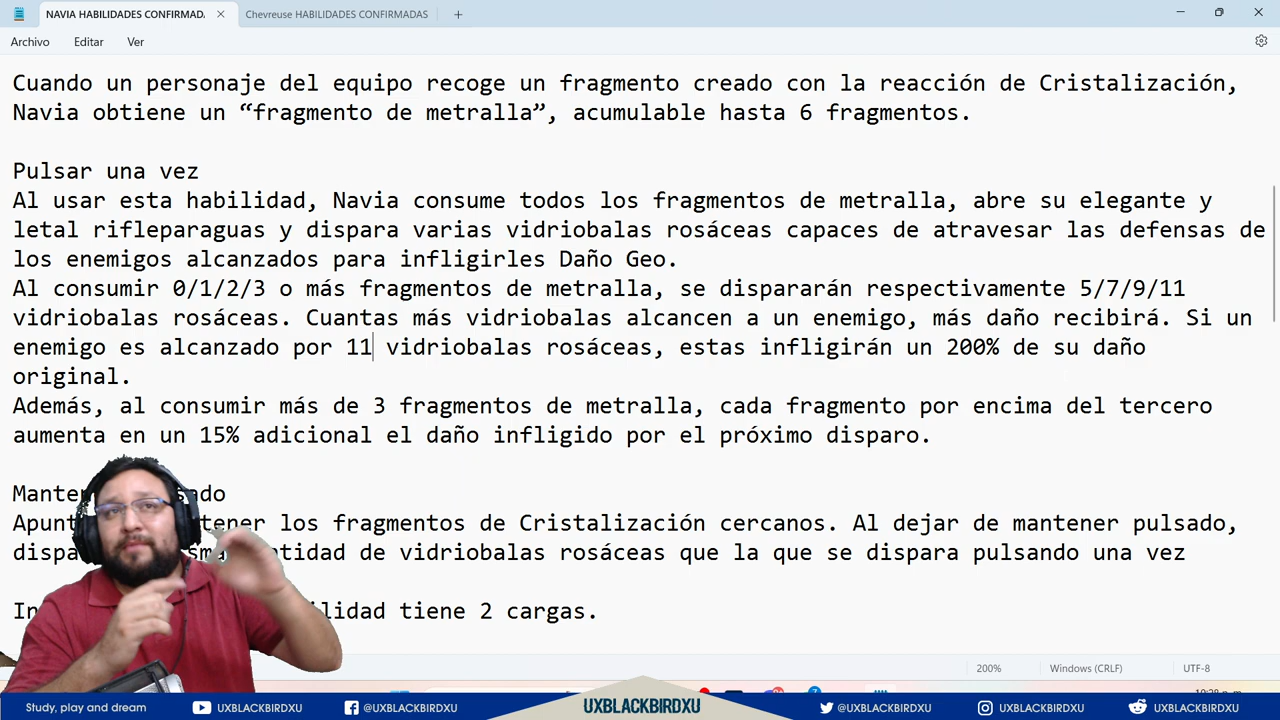 NAVIA HABILIDADES CONFIRMAD.
Chevreuse HABILIDADES CONFIRMADAS
Archivo Editar Ver
Cuando un personaje del equipo recoge un fragmento creado con la reacción de Cristalización,
Navia obtiene un “fragmento de metralla”, acumulable hasta 6 fragmentos.
Pulsar una vez
Al usar esta habilidad, Navia consume todos los fragmentos de metralla, abre su elegante y
letal rifleparaguas y dispara varias vidriobalas rosáceas capaces de atravesar las defensas de
los enemigos alcanzados para infligirles Daño Geo.
Al consumir 0/1/2/3 o más fragmentos de metralla, se dispararán respectivamente 5/7/9/11
vidriobalas rosáceas. Cuantas más vidriobalas alcancen a un enemigo, más daño recibirá. Si un
enemigo es alcanzado por 11 vidriobalas rosáceas, estas infligirán un 200% de su daño
original.
Además, al consumir más de 3 fragmentos de metralla, cada fragmento por encima del tercero
aumenta en un 15% adicional el daño infligido por el próximo disparo.
los fragmentos de Cristalización cercanos. Al dejar de mantener pulsado,
de vidriobalas rosáceas que la que se dispara pulsando una vez
tiene 2 cargas.
200% Windows (CRLF) UTF-8
Study, play and dream
UXBLACKBIRDXU
@UXBLACKBIRDXU
UXBLACKBIRDXU
@UXBLACKBIRDXU
UXBLACKBIRDXU
UXBLACKBIRDXU